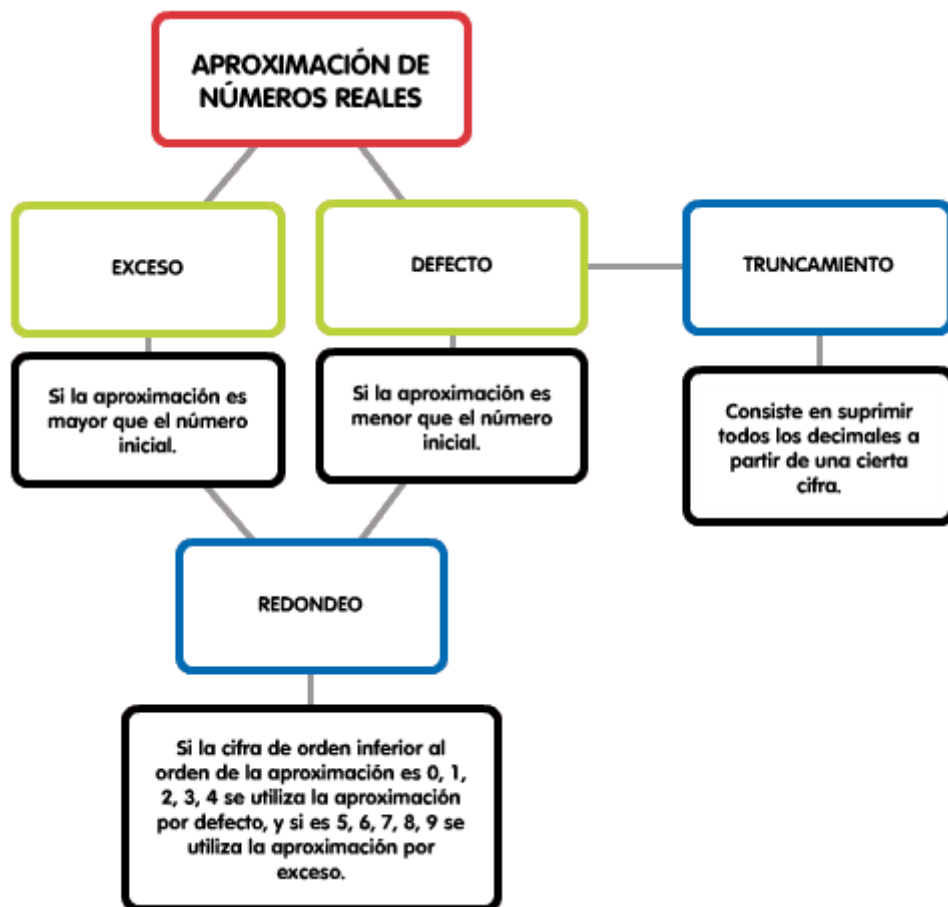 APROXIMACIÓN DE
NÚMEROS REALES
EXCESO
DEFECTO
TRUNCAMIENTO
Si la aproximación es
mayor que el número
inicial.
Si la aproximación es
menor que el número
inicial.
Consiste en suprimir
todos los decimales a
partir de una cierta
cifra.
REDONDEO
Si la cifra de orden inferior al
orden de la aproximación es 0, 1,
2, 3, 4 se utiliza la aproximación
por defecto, y si es 5, 6, 7, 8, 9 se
utiliza la aproximación por
exceso.